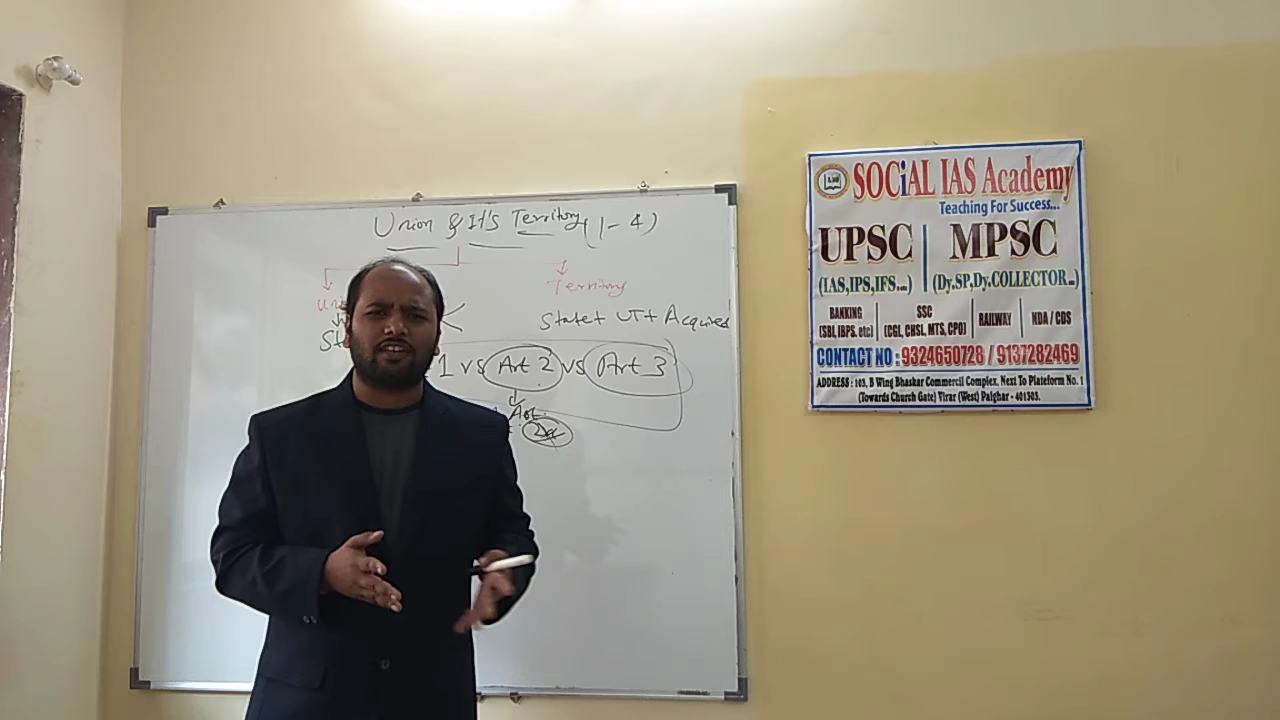 Union & It's Territory (1-4)
Territory
State+ UT+ Acquired
1 vs Art 2 vs Art 3
Art.
SOCiAL IAS Academy
Teaching For Success...
UPSC | MPSC
(IAS,IPS,IFS...) (Dy.SP,Dy.COLLECTOR...)
BANKING SSC RAILWAY NDA / CDS
(SBI, IBPS. etc) (CGL, CHSL, MTS, CPO)
CONTACT NO : 9324650728 / 9137282469
ADDRESS : 103, B Wing Bhaskar Commercil Complex, Next To Plateform No. 1
(Towards Church Gate) Virar (West) Palghar - 401303.